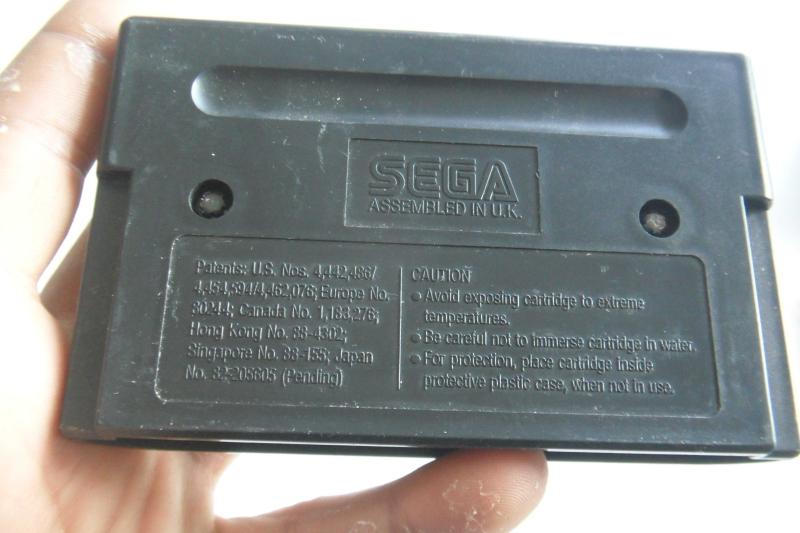 SEGA
ASSEMBLED IN U.K.
Patents: U.S. Nos. 4,442,486/
4,454,594/4,462,076; Europe No.
80244; Canada No. 1,183,276;
Hong Kong No. 88-4302;
Singapore No. 88-155; Japan
No. 82-205605 (Pending)
CAUTION
• Avoid exposing cartridge to extreme
temperatures.
• Be careful not to immerse cartridge in water.
• For protection, place cartridge inside
protective plastic case, when not in use.